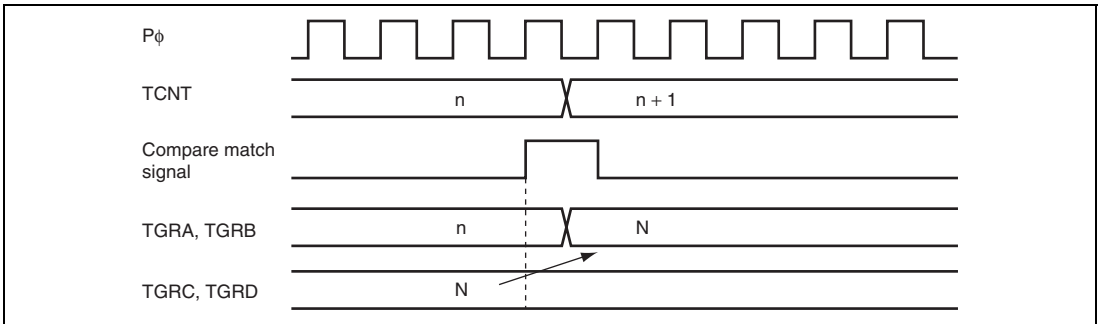 Pϕ
TCNT
n
n + 1
Compare match
signal
TGRA, TGRB
n
N
TGRC, TGRD
N